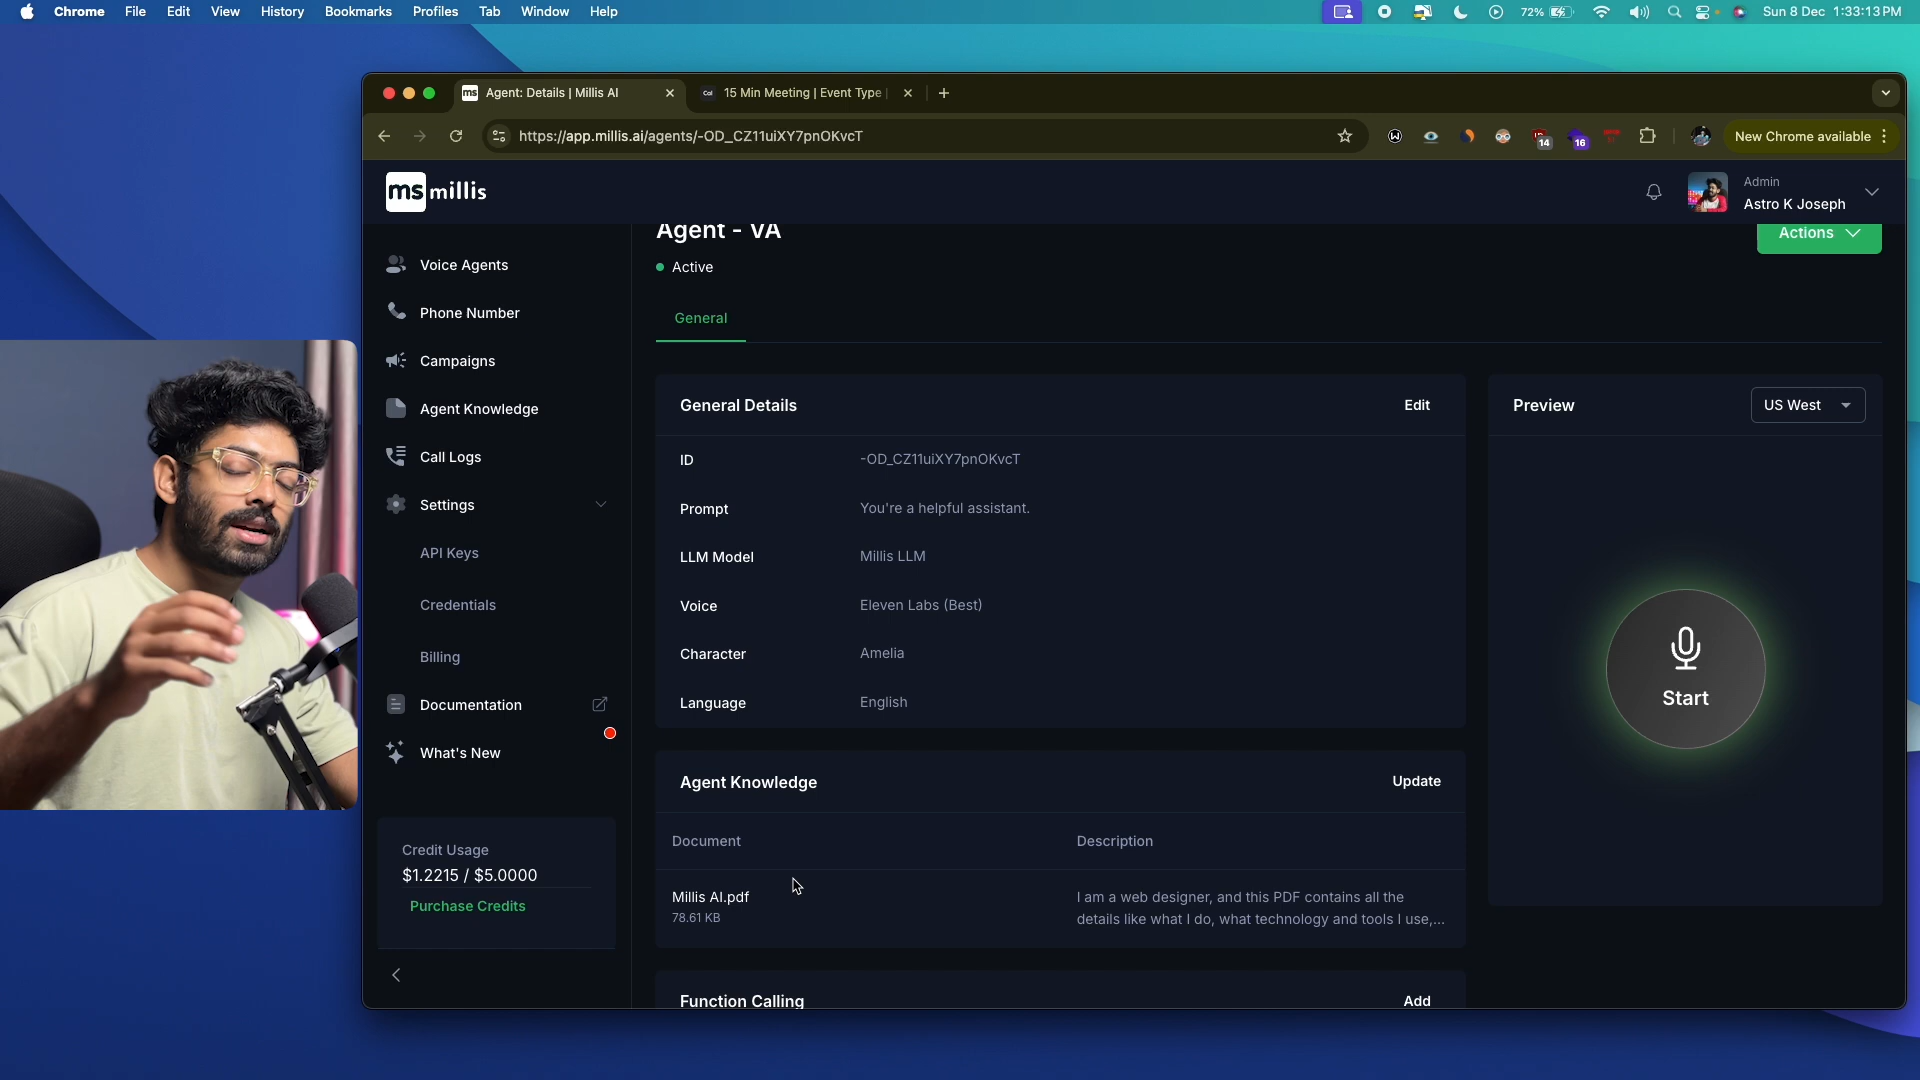 Chrome File Edit View History Bookmarks Profiles Tab Window Help
72% Sun 8 Dec 1:33:13 PM
ms Agent: Details | Millis AI
Cal 15 Min Meeting | Event Type |
https://app.millis.ai/agents/-OD_CZ11uiXY7pnOKvcT
14
16
New Chrome available
ms millis
Admin
Astro K Joseph
Voice Agents
Phone Number
Campaigns
Agent Knowledge
Call Logs
Settings
API Keys
Credentials
Billing
Documentation
What's New
Credit Usage
$1.2215 / $5.0000
Purchase Credits
Agent - VA
Actions
Active
General
General Details
Edit
ID -OD_CZ11uiXY7pnOKvcT
Prompt You're a helpful assistant.
LLM Model Millis LLM
Voice Eleven Labs (Best)
Character Amelia
Language English
Agent Knowledge
Update
Document Description
Millis AI.pdf
78.61 KB
I am a web designer, and this PDF contains all the
details like what I do, what technology and tools I use,...
Function Calling
Add
Preview
US West
Start